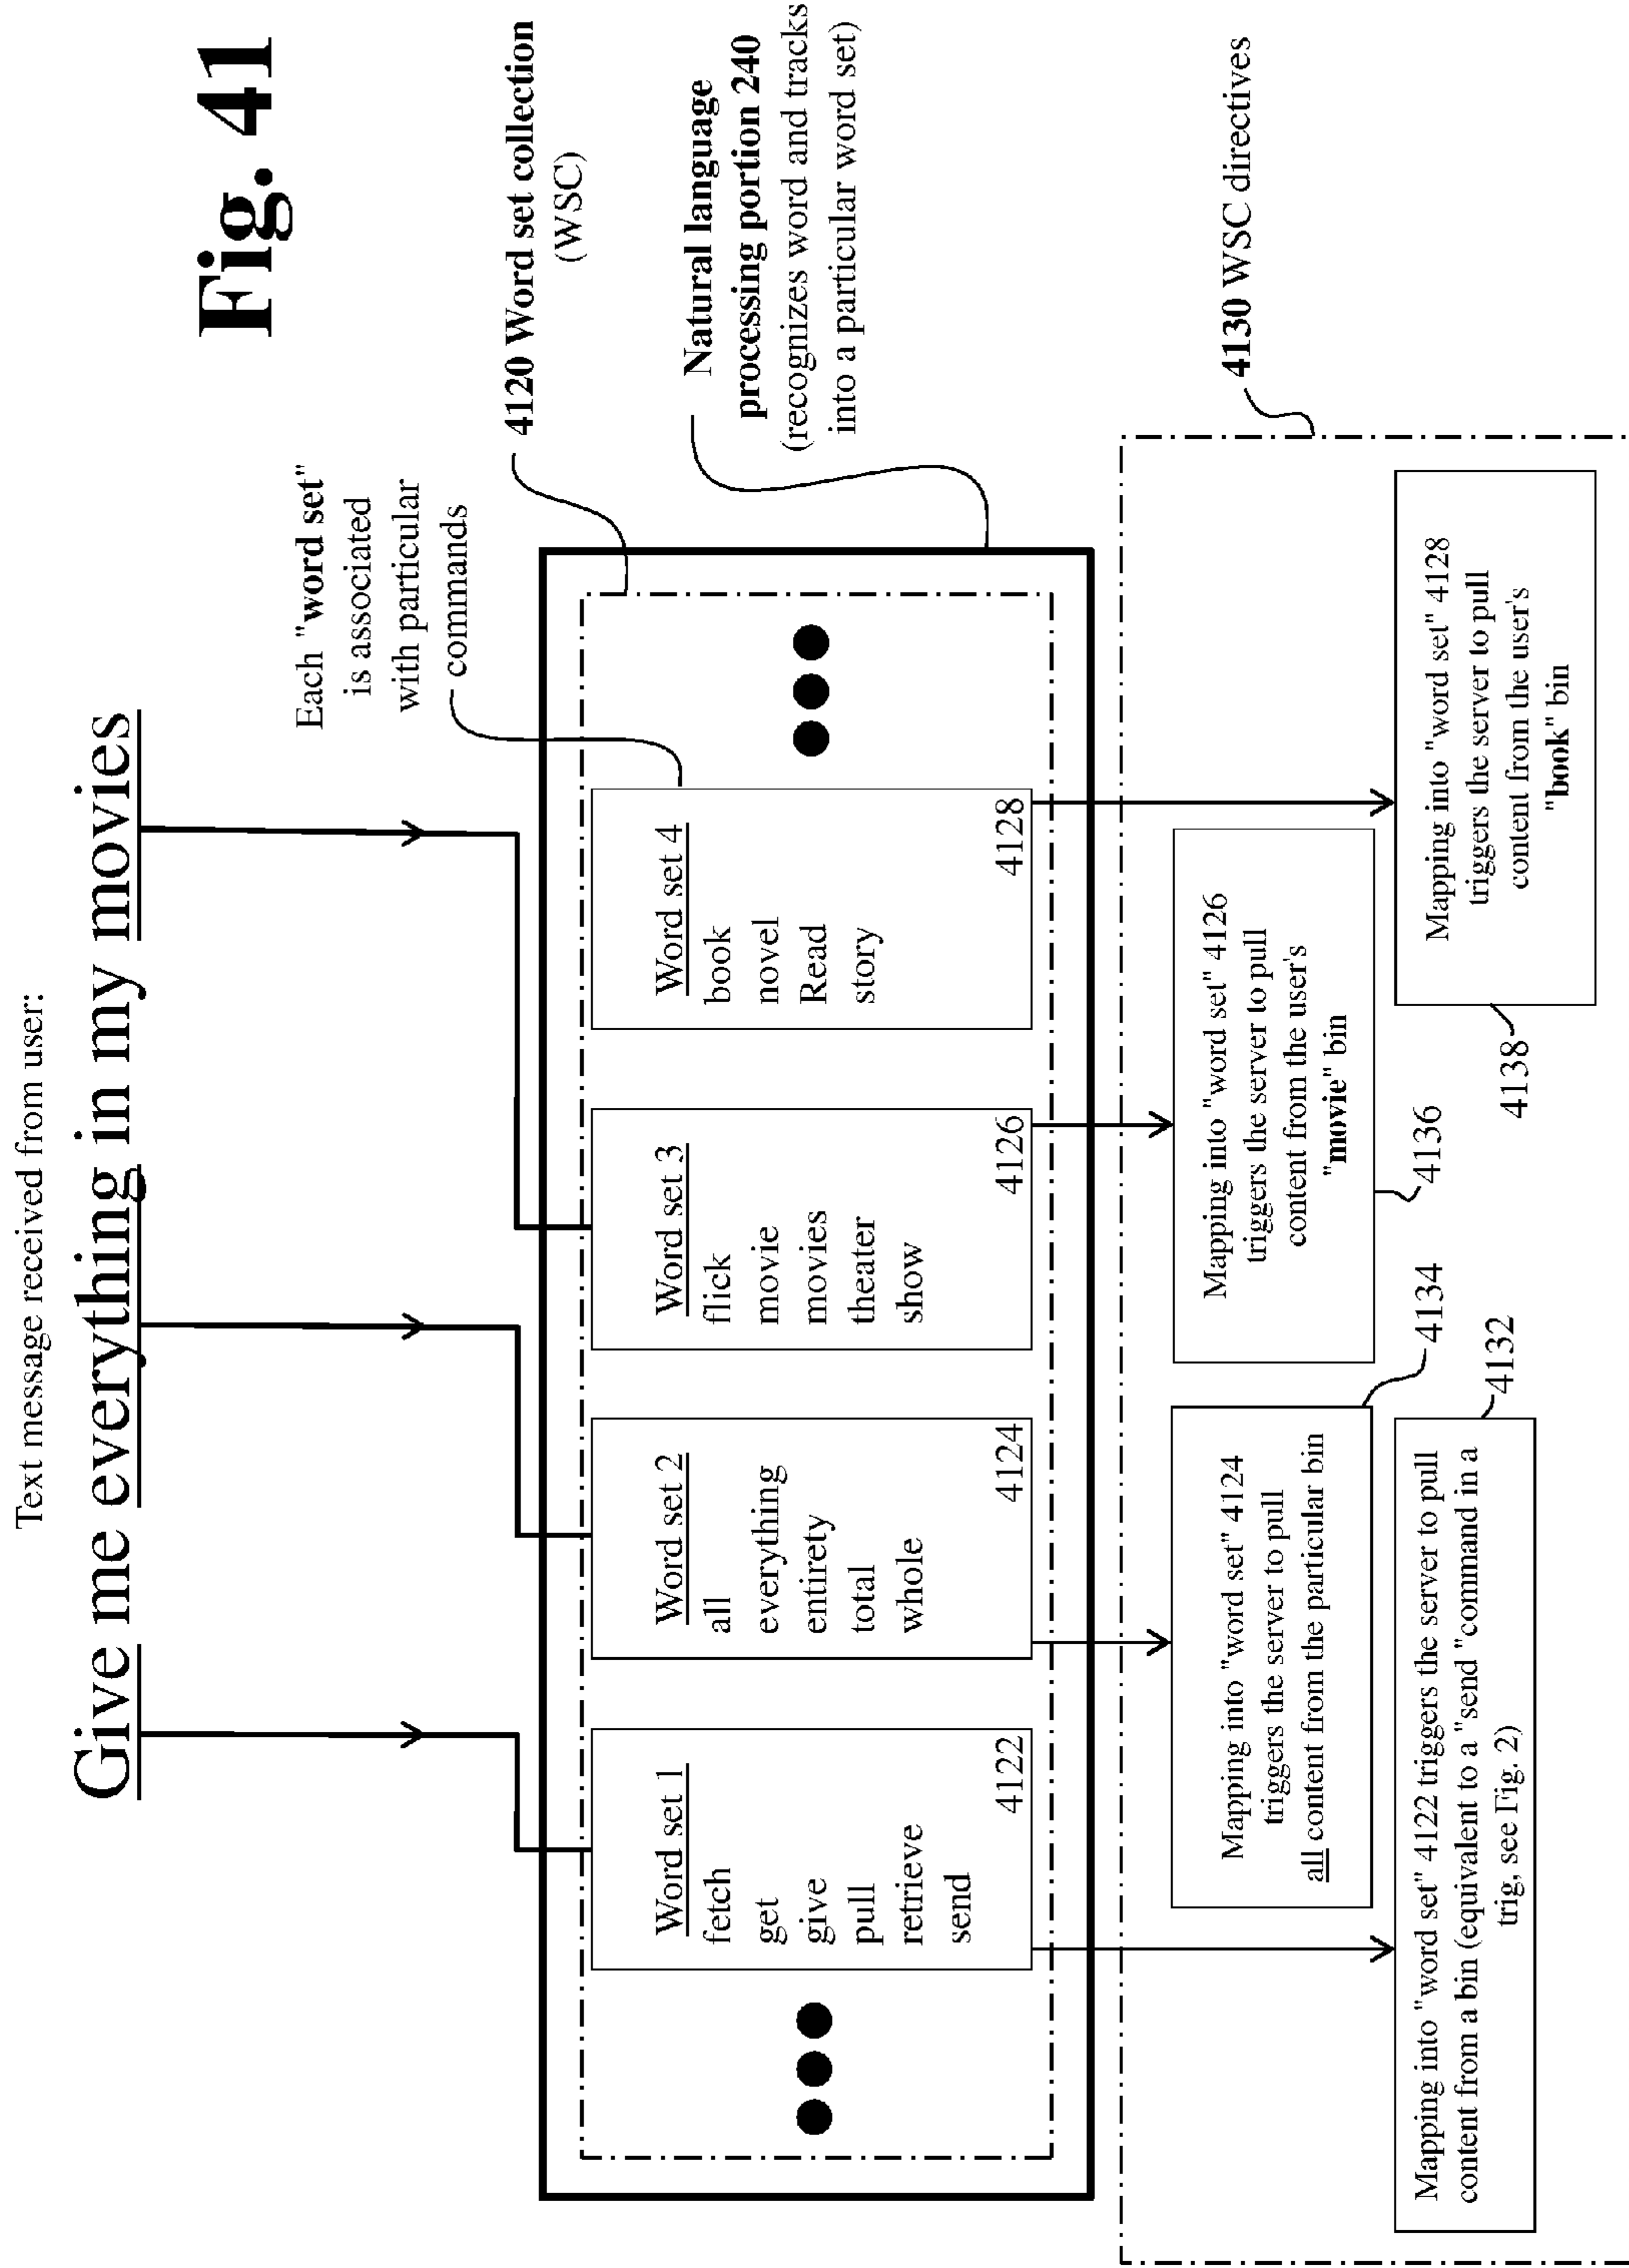 Fig. 41
Text message received from user:
Give me everything in my movies
Each "word set"
is associated
with particular
commands
4120 Word set collection
(WSC)
Natural language
processing portion 240
(recognizes word and tracks
into a particular word set)
Word set 1
fetch
get
give
pull
retrieve
send
4122
Word set 2
all
everything
entirety
total
whole
4124
Word set 3
flick
movie
movies
theater
show
4126
Word set 4
book
novel
Read
story
4128
4130 WSC directives
Mapping into "word set" 4124
triggers the server to pull
all content from the particular bin
4134
Mapping into "word set" 4126
triggers the server to pull
content from the user's
"movie" bin
4136
Mapping into "word set" 4122 triggers the server to pull
content from a bin (equivalent to a "send "command in a
trig, see Fig. 2)
4132
Mapping into "word set" 4128
triggers the server to pull
content from the user's
"book" bin
4138